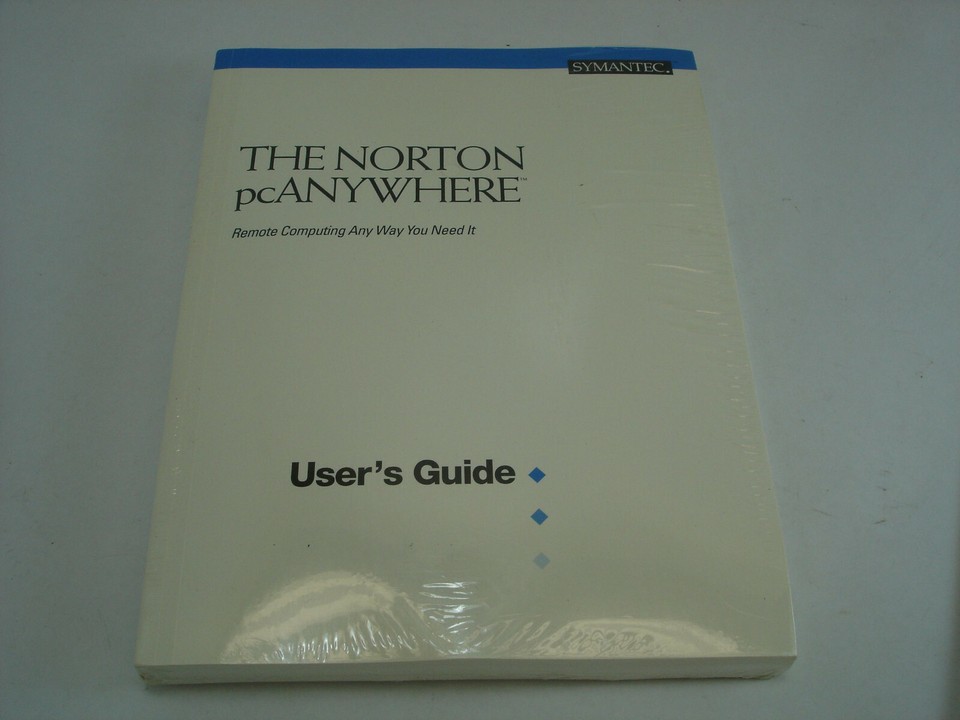 SYMANTEC.
THE NORTON
pcANYWHERE™
Remote Computing Any Way You Need It
User's Guide